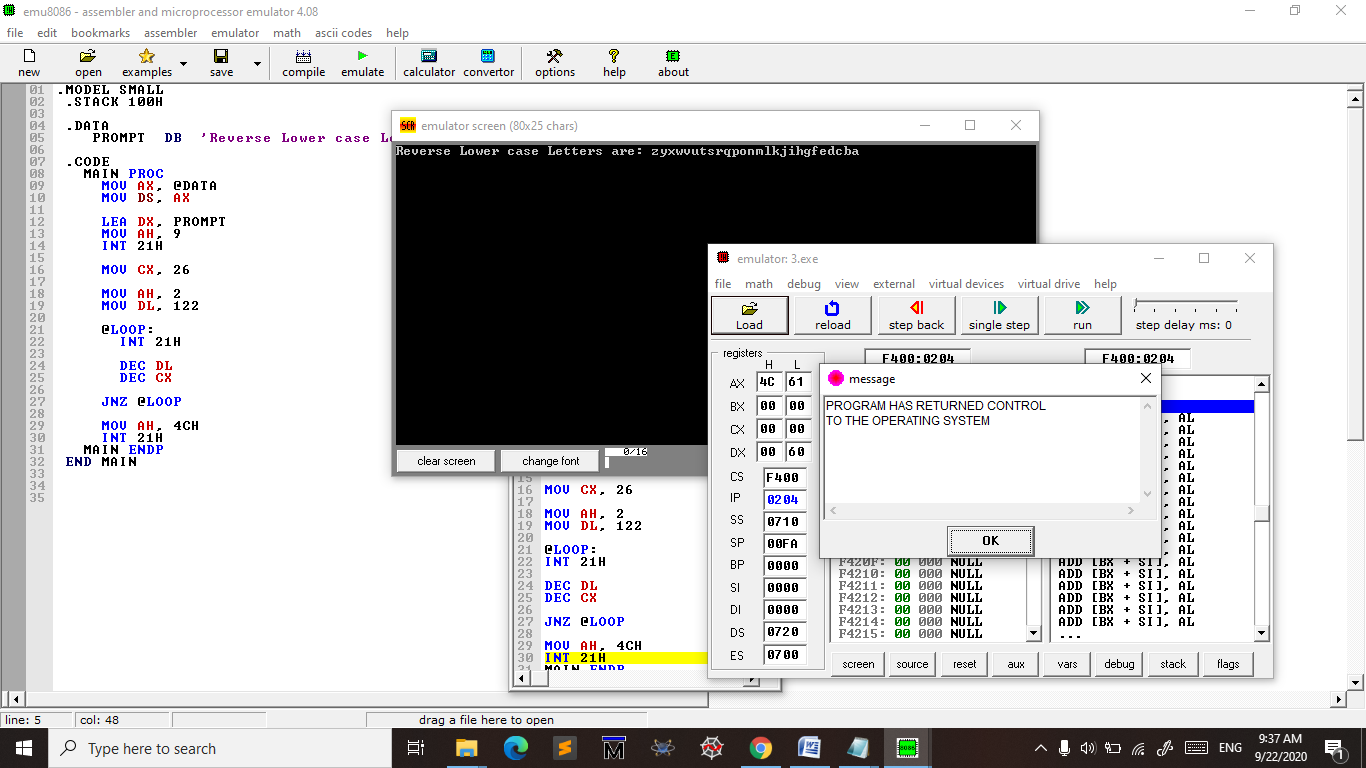 emu8086 - assembler and microprocessor emulator 4.08
file edit bookmarks assembler emulator math ascii codes help
new open examples save compile emulate calculator convertor options help about
01 .MODEL SMALL
02 .STACK 100H
03
04 .DATA
05 PROMPT DB 'Reverse Lower case L
06
07 .CODE
08 MAIN PROC
09 MOV AX, @DATA
10 MOV DS, AX
11
12 LEA DX, PROMPT
13 MOV AH, 9
14 INT 21H
15
16 MOV CX, 26
17
18 MOV AH, 2
19 MOV DL, 122
20
21 @LOOP:
22 INT 21H
23
24 DEC DL
25 DEC CX
26
27 JNZ @LOOP
28
29 MOV AH, 4CH
30 INT 21H
31 MAIN ENDP
32 END MAIN
33
34
35
emulator screen (80x25 chars)
Reverse Lower case Letters are: zyxwvutsrqponmlkjihgfedcba
clear screen change font 0/16
15
16 MOV CX, 26
17
18 MOV AH, 2
19 MOV DL, 122
20
21 @LOOP:
22 INT 21H
23
24 DEC DL
25 DEC CX
26
27 JNZ @LOOP
28
29 MOV AH, 4CH
30 INT 21H
31 MAIN ENDP
emulator: 3.exe
file math debug view external virtual devices virtual drive help
Load reload step back single step run step delay ms: 0
registers F400:0204 F400:0204
H L
AX 4C 61
BX 00 00
CX 00 00
DX 00 60
CS F400
IP 0204
SS 0710
SP 00FA
BP 0000
SI 0000
DI 0000
DS 0720
ES 0700
message
PROGRAM HAS RETURNED CONTROL
TO THE OPERATING SYSTEM
OK
, AL
, AL
, AL
, AL
, AL
, AL
, AL
, AL
, AL
, AL
, AL
, AL
F420F: 00 000 NULL ADD [BX + SI], AL
F4210: 00 000 NULL ADD [BX + SI], AL
F4211: 00 000 NULL ADD [BX + SI], AL
F4212: 00 000 NULL ADD [BX + SI], AL
F4213: 00 000 NULL ADD [BX + SI], AL
F4214: 00 000 NULL ADD [BX + SI], AL
F4215: 00 000 NULL ...
screen source reset aux vars debug stack flags
line: 5 col: 48 drag a file here to open
Type here to search
ENG
9:37 AM
9/22/2020
1